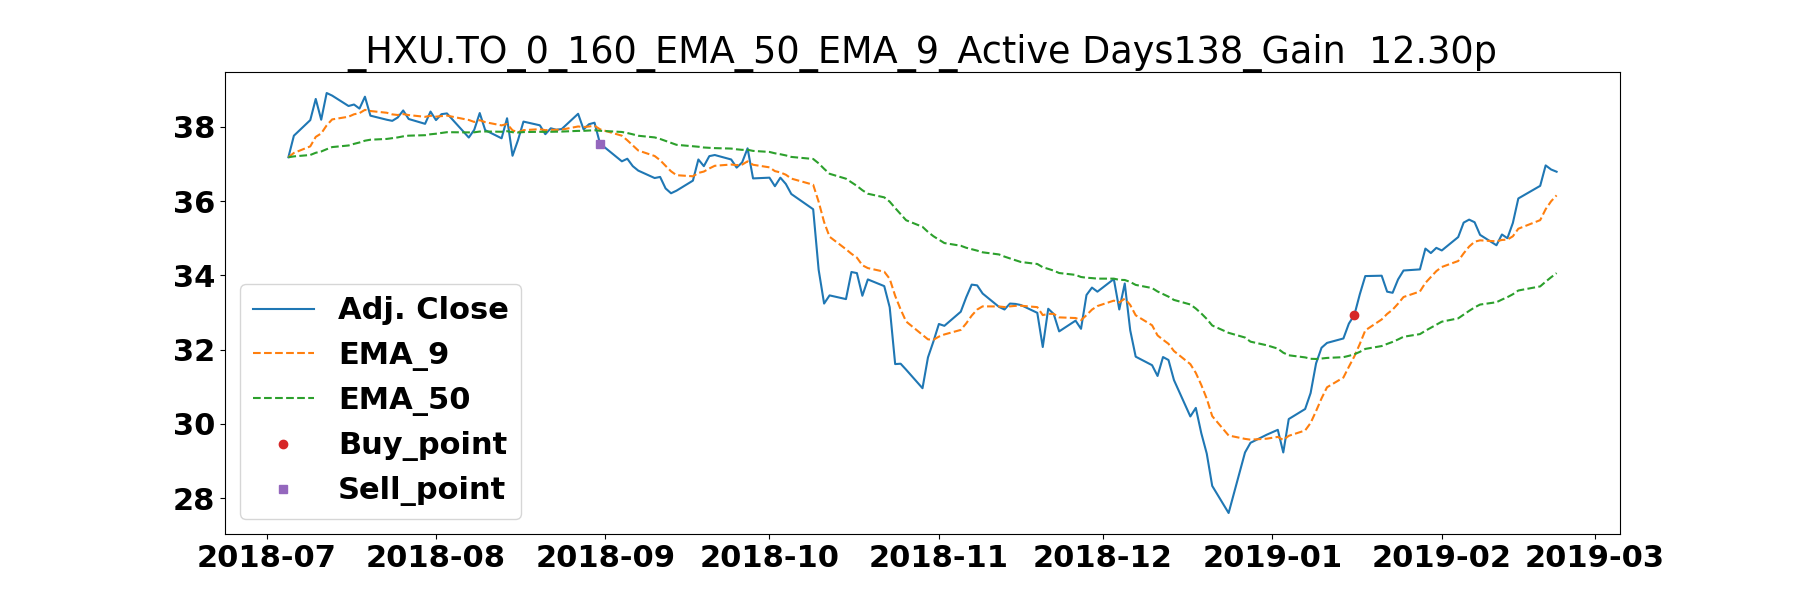 _HXU.TO_0_160_EMA_50_EMA_9_Active Days138_Gain  12.30p
38
36
34
32
30
28
Adj. Close
EMA_9
EMA_50
Buy_point
Sell_point
2018-07 2018-08 2018-09 2018-10 2018-11 2018-12 2019-01 2019-02 2019-03